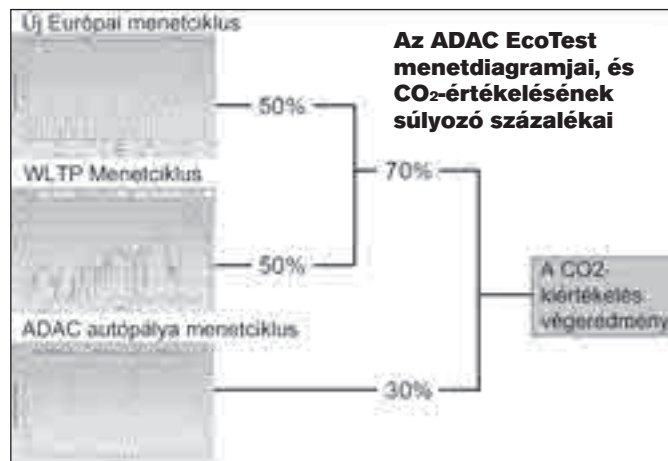 Új Európai menetciklus
Az ADAC EcoTest
menetdiagramjai, és
CO₂-értékelésének
súlyozó százalékai
50%
WLTP Menetciklus
70%
50%
A CO2-
kiértékelés
végeredmény
ADAC autópálya menetciklus
30%